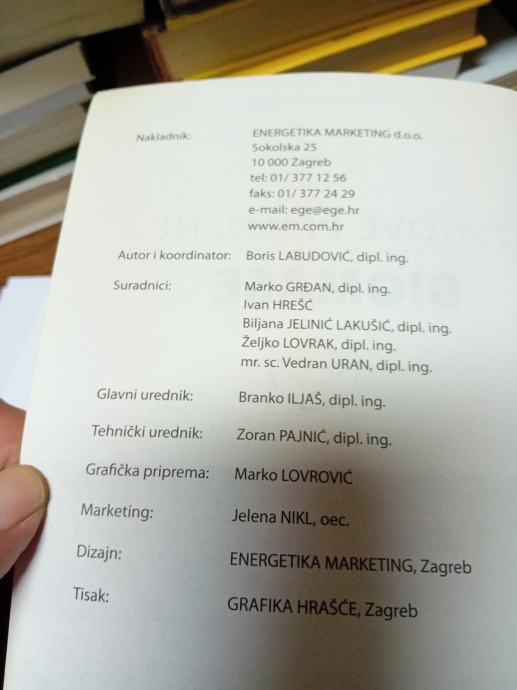 Nakladnik: ENERGETIKA MARKETING d.o.o.
Sokolska 25
10 000 Zagreb
tel: 01/ 377 12 56
faks: 01/ 377 24 29
e-mail: ege@ege.hr
www.em.com.hr
Autor i koordinator: Boris LABUDOVIĆ, dipl. ing.
Suradnici: Marko GRĐAN, dipl. ing.
Ivan HREŠĆ
Biljana JELINIĆ LAKUŠIĆ, dipl. ing.
Željko LOVRAK, dipl. ing.
mr. sc. Vedran URAN, dipl. ing.
Glavni urednik: Branko ILJAŠ, dipl. ing.
Tehnički urednik: Zoran PAJNIĆ, dipl. ing.
Grafička priprema: Marko LOVROVIĆ
Marketing: Jelena NIKL, oec.
Dizajn: ENERGETIKA MARKETING, Zagreb
Tisak: GRAFIKA HRAŠĆE, Zagreb